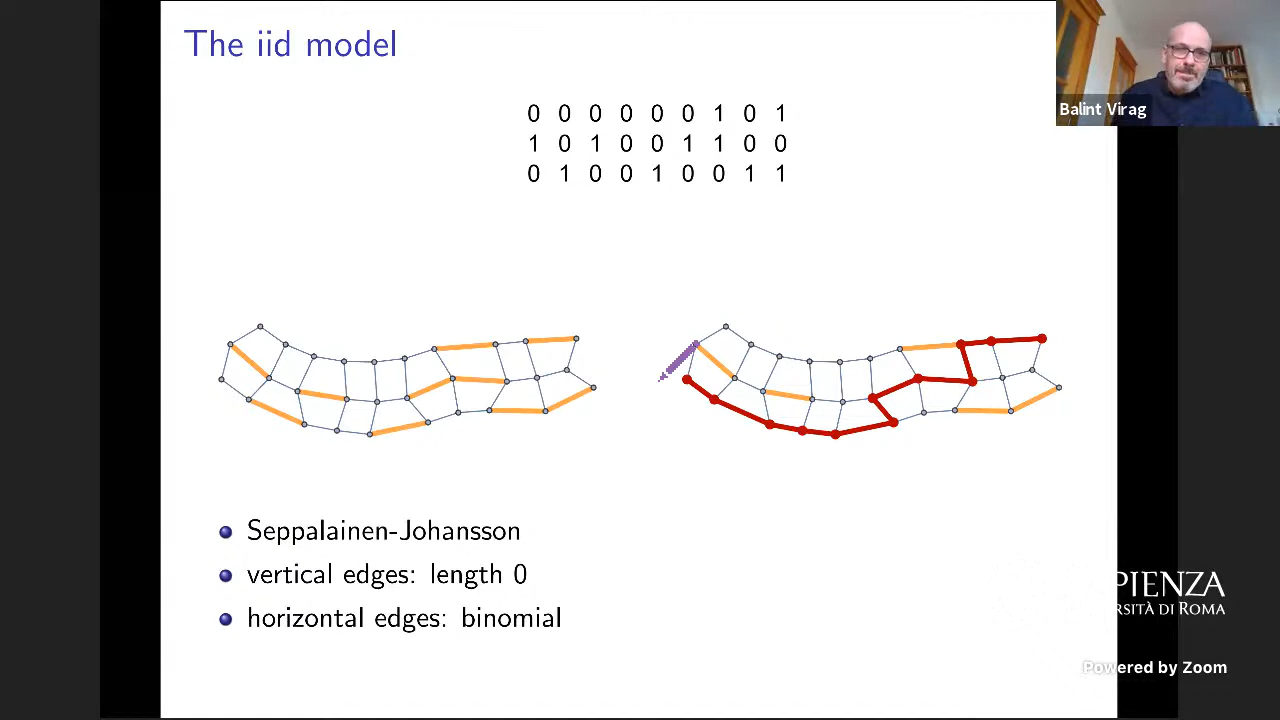 The iid model
0 0 0 0 0 0 1 0 1
1 0 1 0 0 1 1 0 0
0 1 0 0 1 0 0 1 1
Balint Virag
Seppalainen-Johansson
vertical edges: length 0
horizontal edges: binomial
PIENZA
RSITÀ DI ROMA
Powered by Zoom